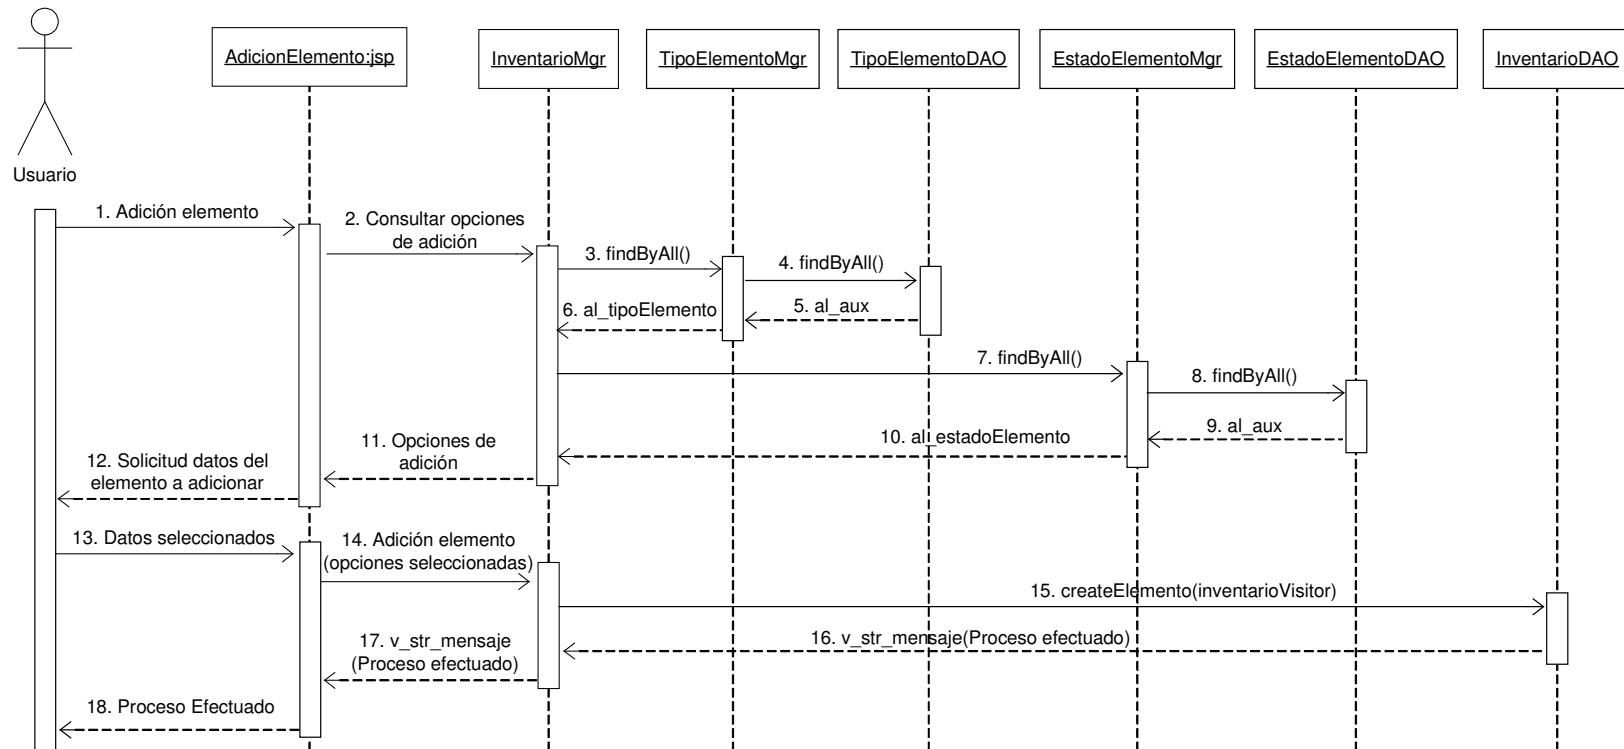 AdicionElemento:jsp
InventarioMgr
TipoElementoMgr
TipoElementoDAO
EstadoElementoMgr
EstadoElementoDAO
InventarioDAO
Usuario
1. Adición elemento
2. Consultar opciones
de adición
3. findByAll()
4. findByAll()
5. al_aux
6. al_tipoElemento
7. findByAll()
8. findByAll()
9. al_aux
10. al_estadoElemento
11. Opciones de
adición
12. Solicitud datos del
elemento a adicionar
13. Datos seleccionados
14. Adición elemento
(opciones seleccionadas)
15. createElemento(inventarioVisitor)
16. v_str_mensaje(Proceso efectuado)
17. v_str_mensaje
(Proceso efectuado)
18. Proceso Efectuado